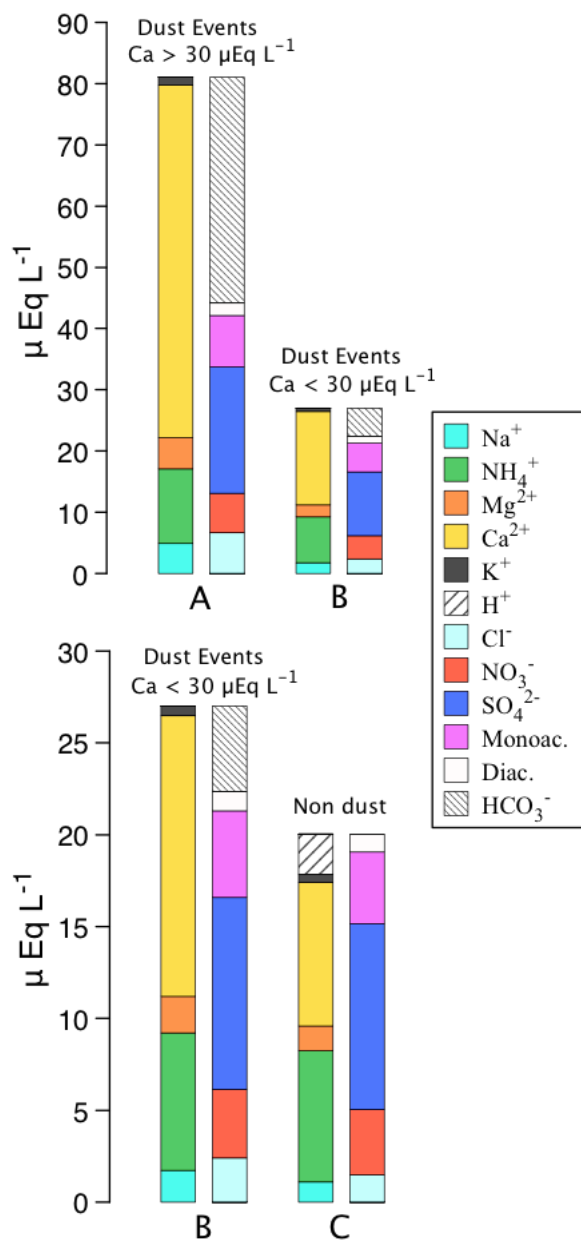 90
80
70
60
50
40
30
20
10
0
µ Eq L⁻¹
Dust Events
Ca > 30 µEq L⁻¹
Dust Events
Ca < 30 µEq L⁻¹
A
B
Na⁺
NH₄⁺
Mg²⁺
Ca²⁺
K⁺
H⁺
Cl⁻
NO₃⁻
SO₄²⁻
Monoac.
Diac.
HCO₃⁻
30
25
20
15
10
5
0
µ Eq L⁻¹
Dust Events
Ca < 30 µEq L⁻¹
Non dust
B
C